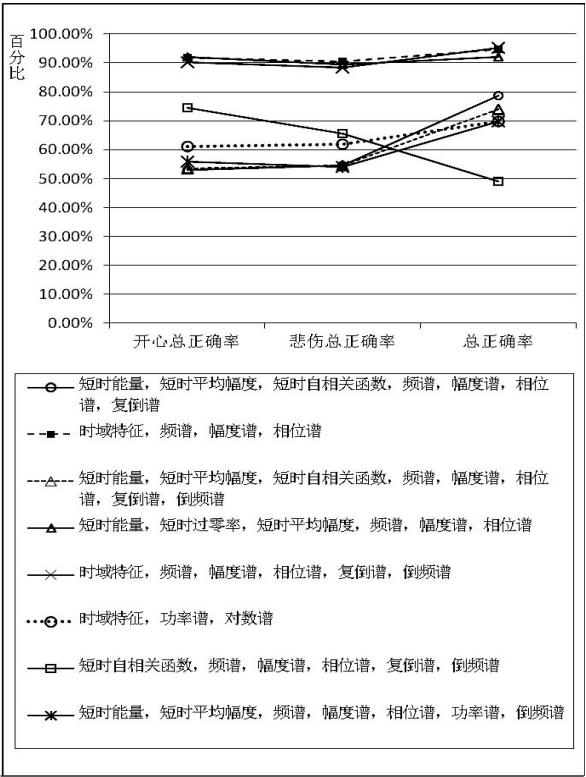 百分比
100.00%
90.00%
80.00%
70.00%
60.00%
50.00%
40.00%
30.00%
20.00%
10.00%
0.00%
开心总正确率 悲伤总正确率 总正确率
短时能量，短时平均幅度，短时自相关函数，频谱，幅度谱，相位
谱，复倒谱
时域特征，频谱，幅度谱，相位谱
短时能量，短时平均幅度，短时自相关函数，频谱，幅度谱，相位
谱，复倒谱，倒频谱
短时能量，短时过零率，短时平均幅度，频谱，幅度谱，相位谱
时域特征，频谱，幅度谱，相位谱，复倒谱，倒频谱
时域特征，功率谱，对数谱
短时自相关函数，频谱，幅度谱，相位谱，复倒谱，倒频谱
短时能量，短时平均幅度，频谱，幅度谱，相位谱，功率谱，倒频谱